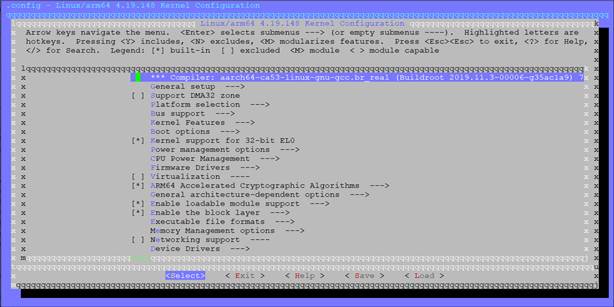 .config - Linux/arm64 4.19.148 Kernel Configuration
Linux/arm64 4.19.148 Kernel Configuration
Arrow keys navigate the menu. <Enter> selects submenus ---> (or empty submenus ----). Highlighted letters are
hotkeys. Pressing <Y> includes, <N> excludes, <M> modularizes features. Press <Esc><Esc> to exit, <?> for Help,
</> for Search. Legend: [*] built-in [ ] excluded <M> module < > module capable
*** Compiler: aarch64-ca53-linux-gnu-gcc.br_real (Buildroot 2019.11.3-00006-g35ac1a9) 7
General setup --->
[ ] Support DMA32 zone
Platform selection --->
Bus support --->
Kernel Features --->
Boot options --->
[*] Kernel support for 32-bit EL0
Power management options --->
CPU Power Management --->
Firmware Drivers --->
[ ] Virtualization ----
[*] ARM64 Accelerated Cryptographic Algorithms --->
General architecture-dependent options --->
[*] Enable loadable module support --->
[*] Enable the block layer --->
Executable file formats --->
Memory Management options --->
[ ] Networking support ----
Device Drivers --->
<Select> < Exit > < Help > < Save > < Load >